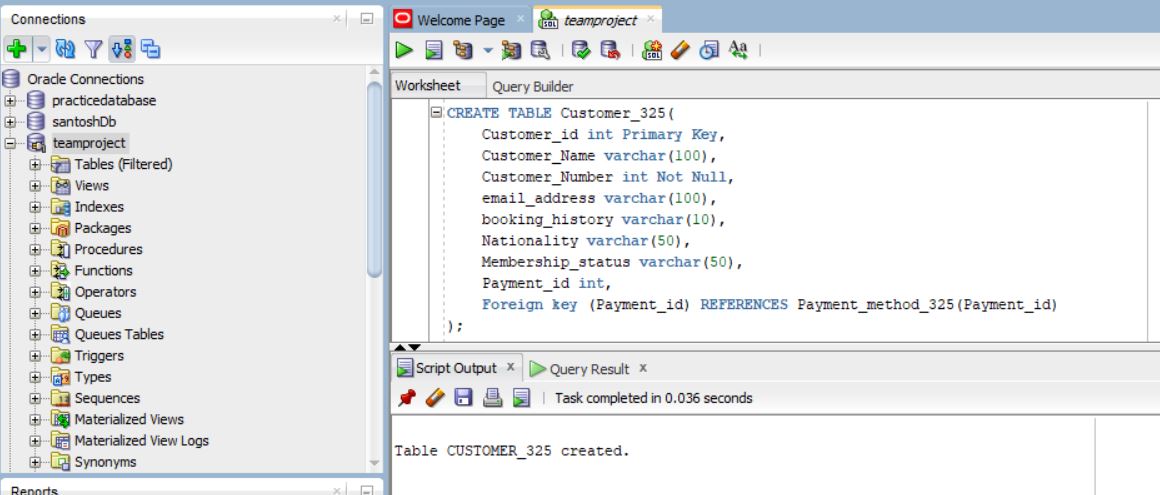 Connections
Oracle Connections
practicedatabase
santoshDb
teamproject
Tables (Filtered)
Views
Indexes
Packages
Procedures
Functions
Operators
Queues
Queues Tables
Triggers
Types
Sequences
Materialized Views
Materialized View Logs
Synonyms
Reports
Welcome Page
teamproject
Worksheet Query Builder
CREATE TABLE Customer_325(
Customer_id int Primary Key,
Customer_Name varchar(100),
Customer_Number int Not Null,
email_address varchar(100),
booking_history varchar(10),
Nationality varchar(50),
Membership_status varchar(50),
Payment_id int,
Foreign key (Payment_id) REFERENCES Payment_method_325(Payment_id)
);
Script Output x Query Result x
Task completed in 0.036 seconds
Table CUSTOMER_325 created.